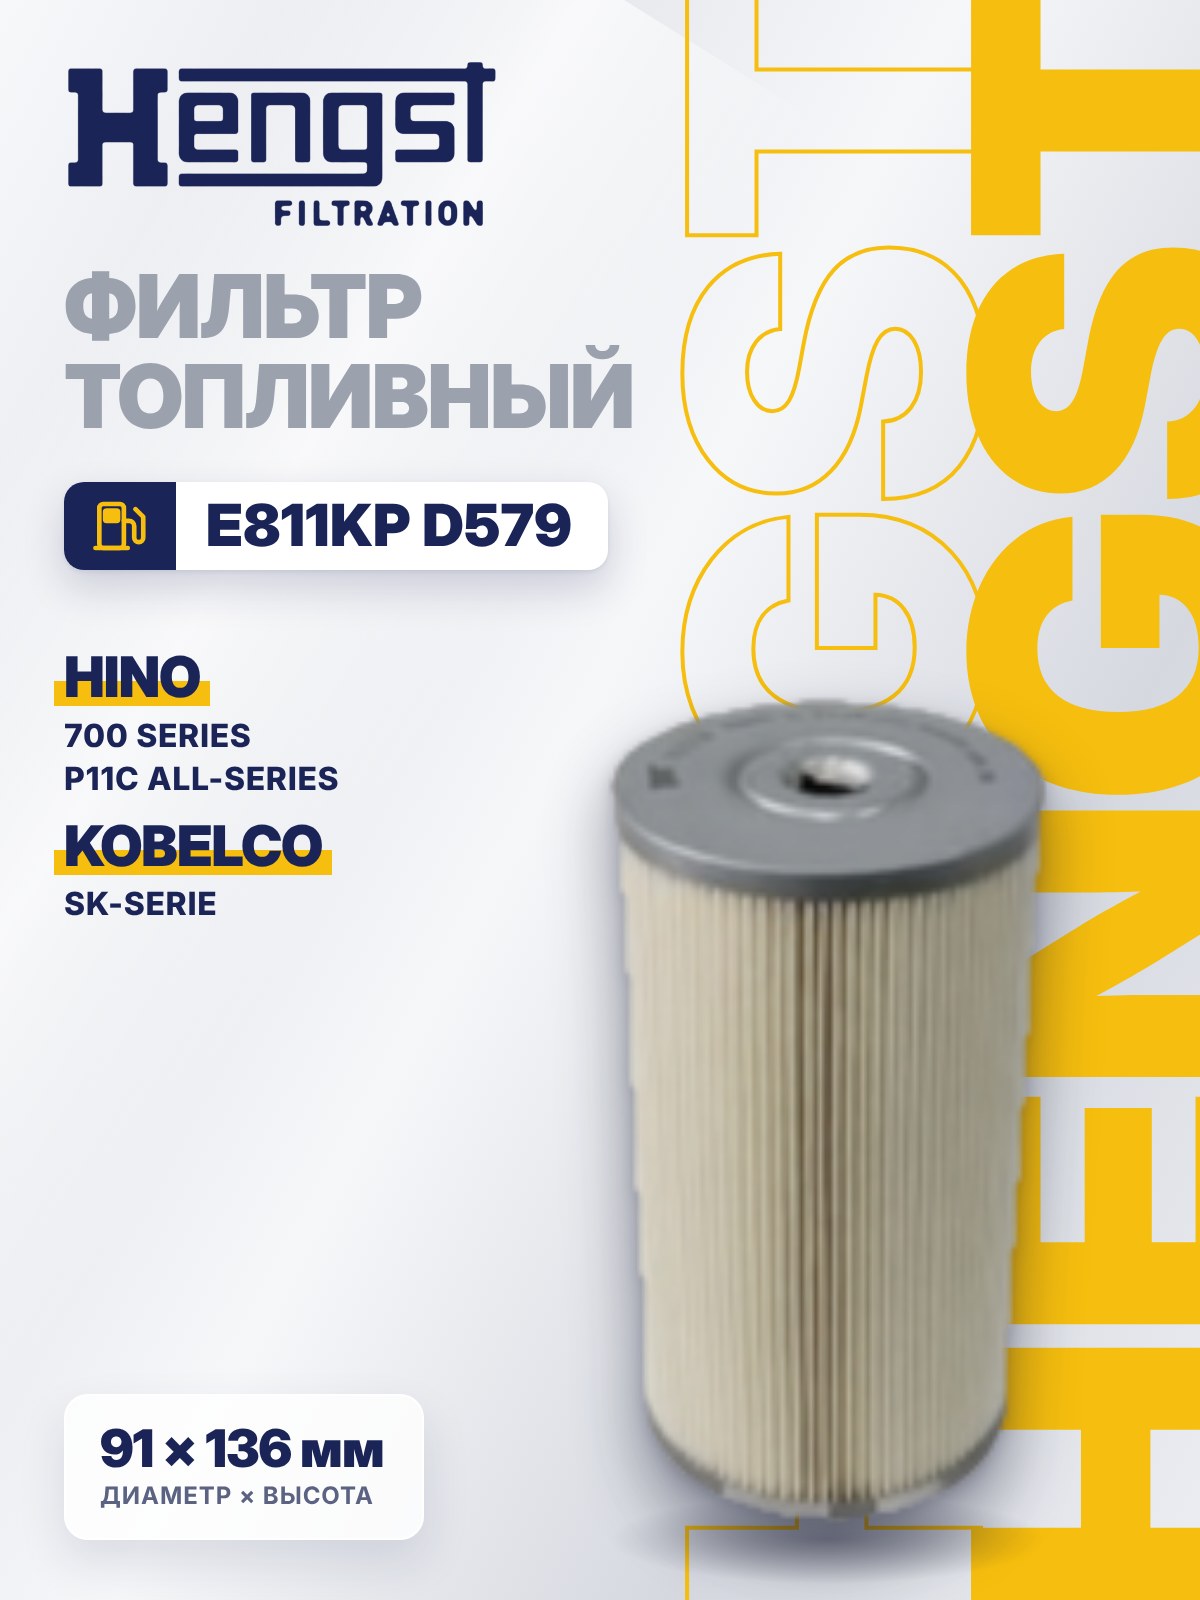 Hengst
FILTRATION
ФИЛЬТР
ТОПЛИВНЫЙ
E811KP D579
HINO
700 SERIES
P11C ALL-SERIES
KOBELCO
SK-SERIE
91 × 136 мм
ДИАМЕТР × ВЫСОТА
HENGST